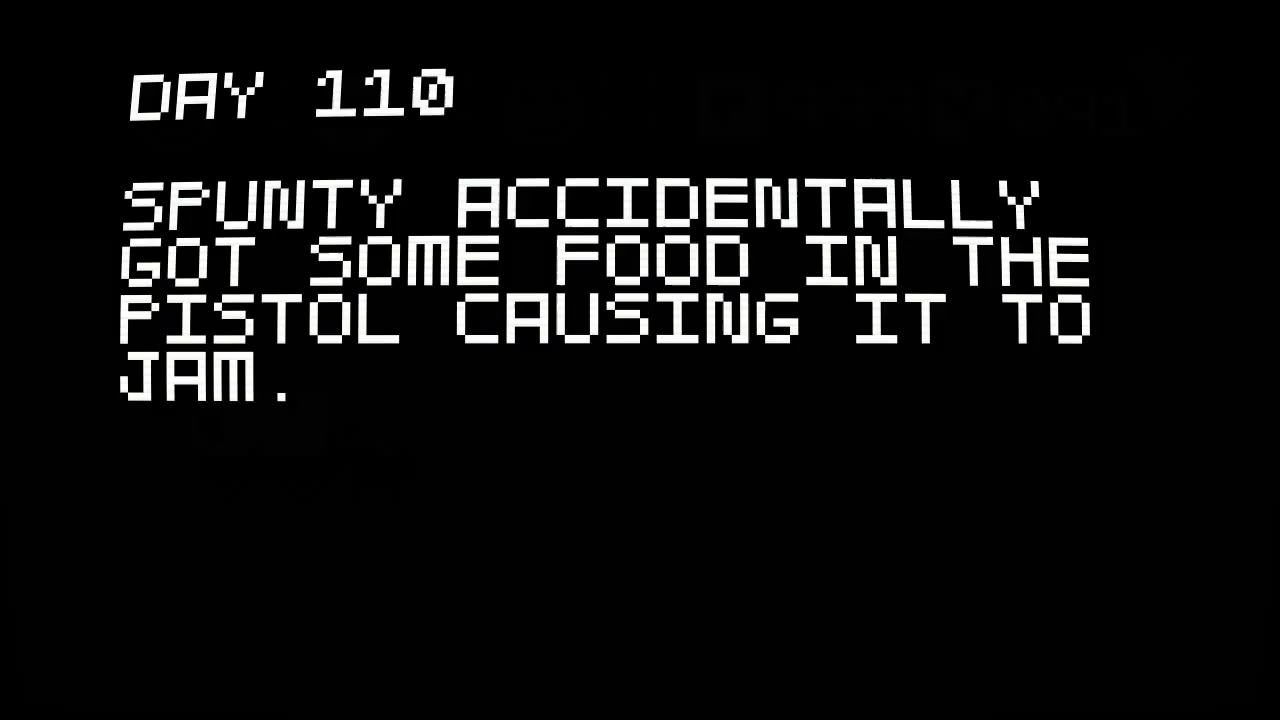 DAY 110
SPUNTY ACCIDENTALLY
GOT SOME FOOD IN THE
PISTOL CAUSING IT TO
JAM.